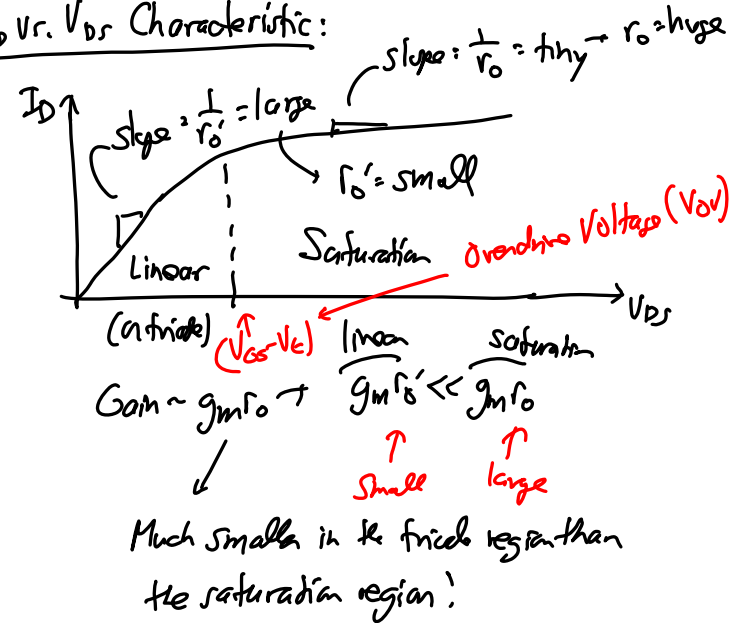 D vs. VDS Characteristic:
slope: 1/ro = tiny → ro = huge
ID
slope: 1/ro' = large
ro' = small
Saturation
Overdrive Voltage (VOV)
Linear
VDS
(or triode)
(VGS-Vt)
linear
saturation
Gain ~ gmro → gmro' << gmro
small
large
Much smaller in the triode region than
the saturation region!